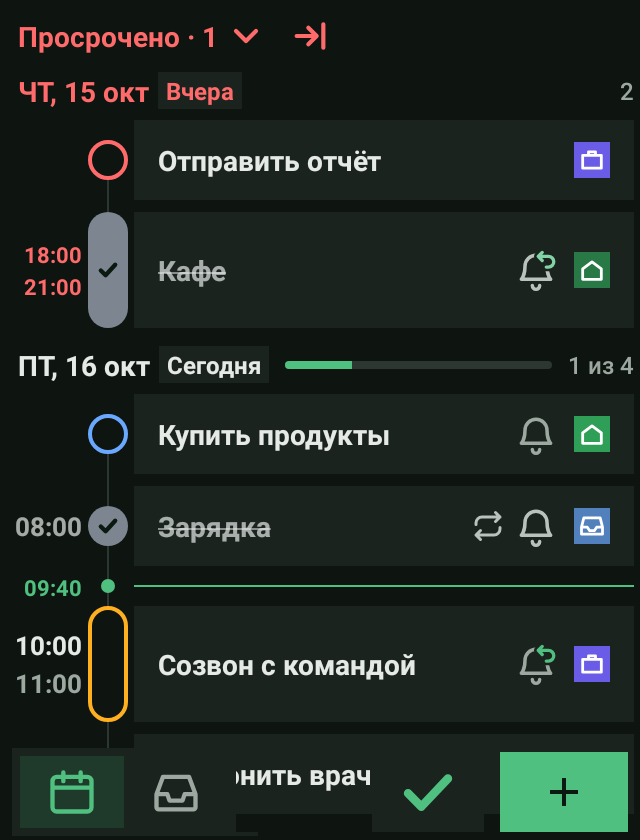 Просрочено · 1
ЧТ, 15 окт Вчера 2
Отправить отчёт
18:00
21:00
Кафе
ПТ, 16 окт Сегодня 1 из 4
Купить продукты
08:00 Зарядка
09:40
10:00
11:00
Созвон с командой